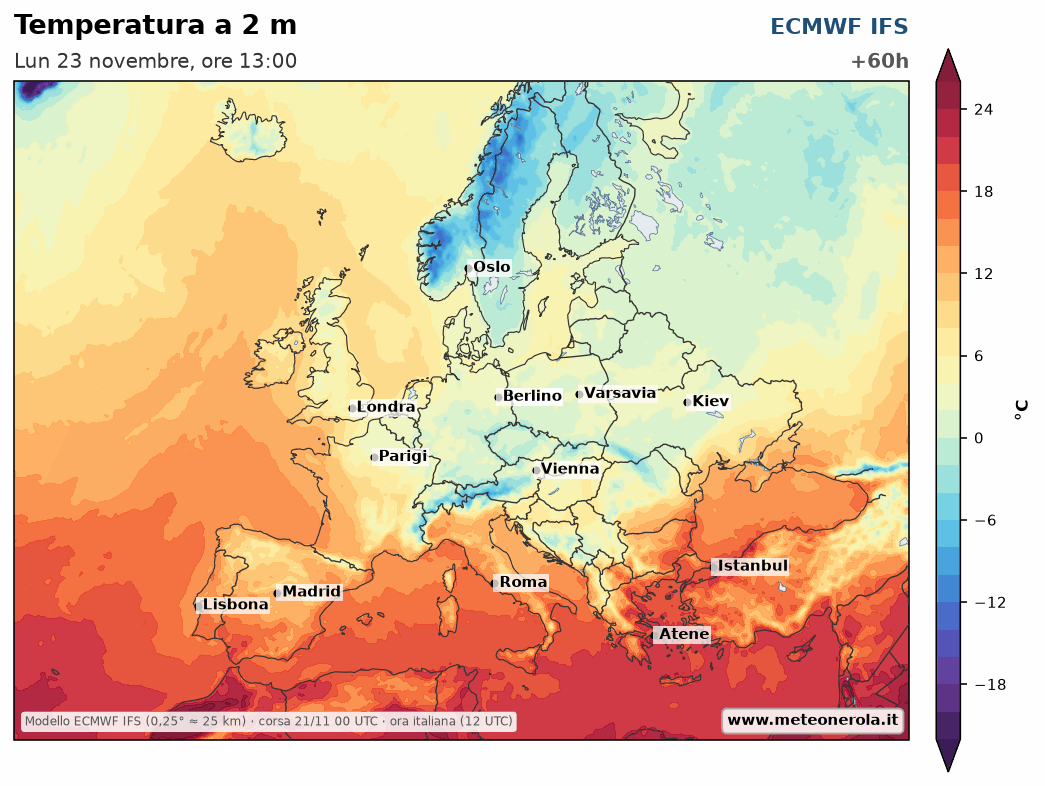 Temperatura a 2 m
ECMWF IFS
Lun 23 novembre, ore 13:00
+60h
24
18
12
6
0
−6
−12
−18
°C
Oslo
Berlino
Varsavia
Kiev
Londra
Parigi
Vienna
Istanbul
Roma
Madrid
Lisbona
Atene
Modello ECMWF IFS (0,25° ≈ 25 km) · corsa 21/11 00 UTC · ora italiana (12 UTC)
www.meteonerola.it